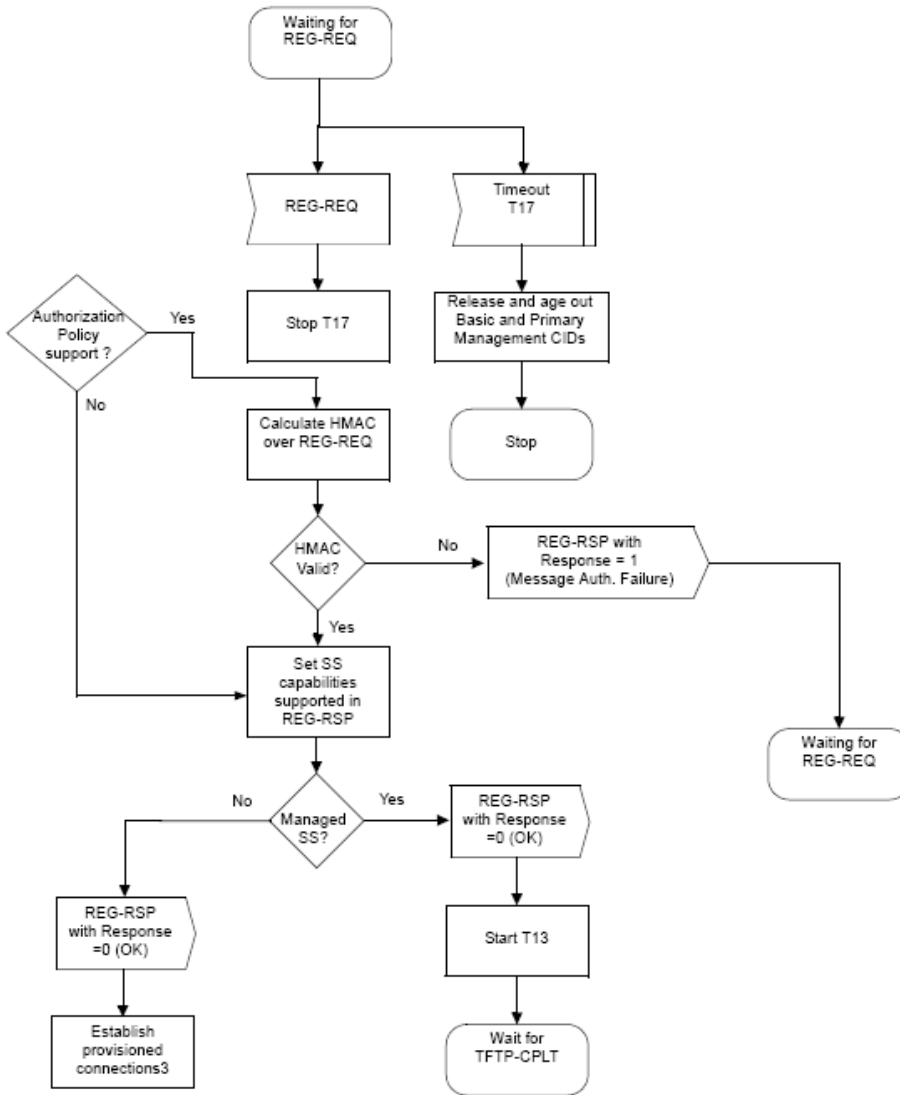 Waiting for
REG-REQ
REG-REQ
Timeout
T17
Stop T17
Release and age out
Basic and Primary
Management CIDs
Authorization
Policy
support ?
Yes
No
Calculate HMAC
over REG-REQ
Stop
HMAC
Valid?
No
REG-RSP with
Response = 1
(Message Auth. Failure)
Yes
Set SS
capabilities
supported in
REG-RSP
Waiting for
REG-REQ
No
Managed
SS?
Yes
REG-RSP
with Response
=0 (OK)
REG-RSP
with Response
=0 (OK)
Start T13
Establish
provisioned
connections3
Wait for
TFTP-CPLT